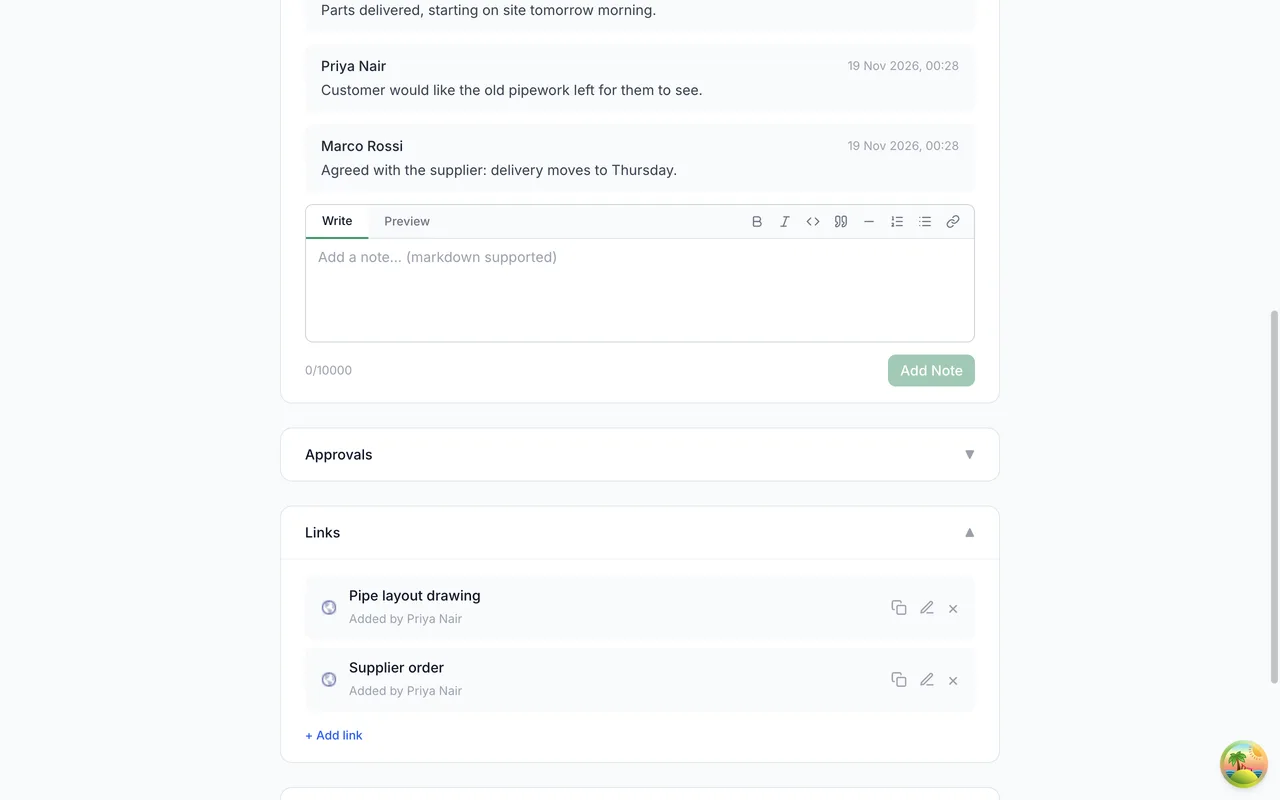 Parts delivered, starting on site tomorrow morning.
Priya Nair 19 Nov 2026, 00:28
Customer would like the old pipework left for them to see.
Marco Rossi 19 Nov 2026, 00:28
Agreed with the supplier: delivery moves to Thursday.
Write Preview
Add a note... (markdown supported)
0/10000 Add Note
Approvals
Links
Pipe layout drawing
Added by Priya Nair
Supplier order
Added by Priya Nair
+ Add link